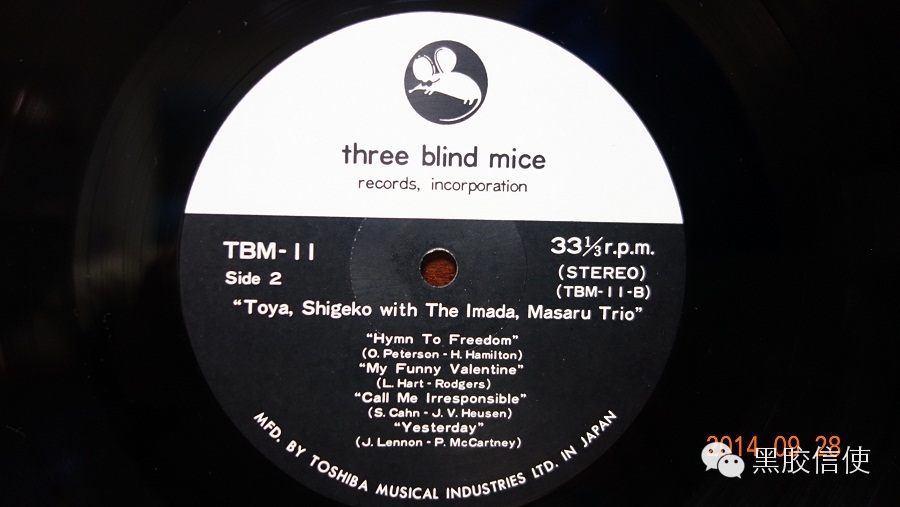 three blind mice
records, incorporation
TBM-11
33⅓r.p.m.
Side 2
(STEREO)
(TBM-11-B)
"Toya, Shigeko with The Imada, Masaru Trio"
"Hymn To Freedom"
(O. Peterson - H. Hamilton)
"My Funny Valentine"
(L. Hart - Rodgers)
"Call Me Irresponsible"
(S. Cahn - J. V. Heusen)
"Yesterday"
(J. Lennon - P. McCartney)
MFD. BY TOSHIBA MUSICAL INDUSTRIES LTD. IN JAPAN
2014 09 28
黑胶信使